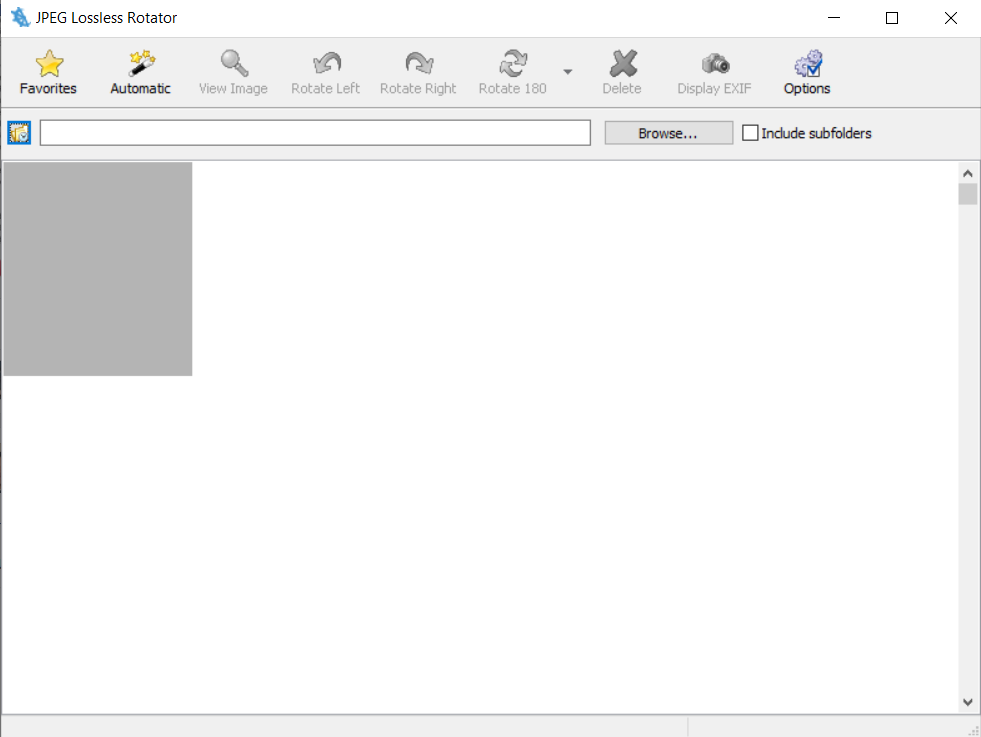 JPEG Lossless Rotator
Favorites Automatic View Image Rotate Left Rotate Right Rotate 180 Delete Display EXIF Options
Browse... Include subfolders